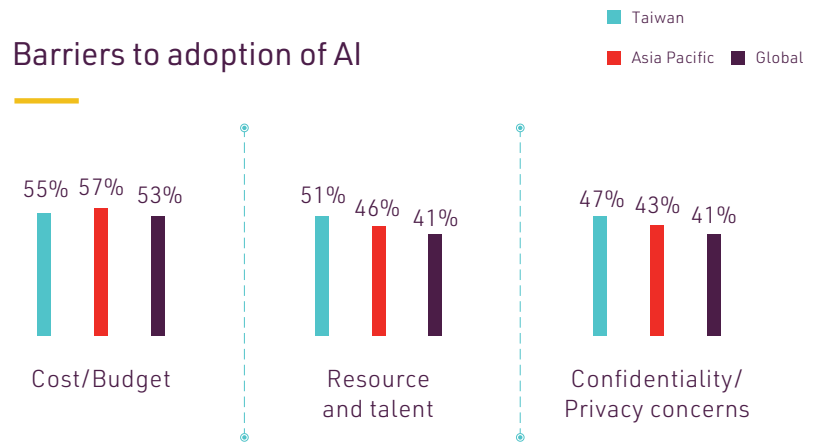 Taiwan
Barriers to adoption of AI
Asia Pacific
Global
55%
57%
53%
51%
46%
41%
47%
43%
41%
Cost/Budget
Resource
and talent
Confidentiality/
Privacy concerns